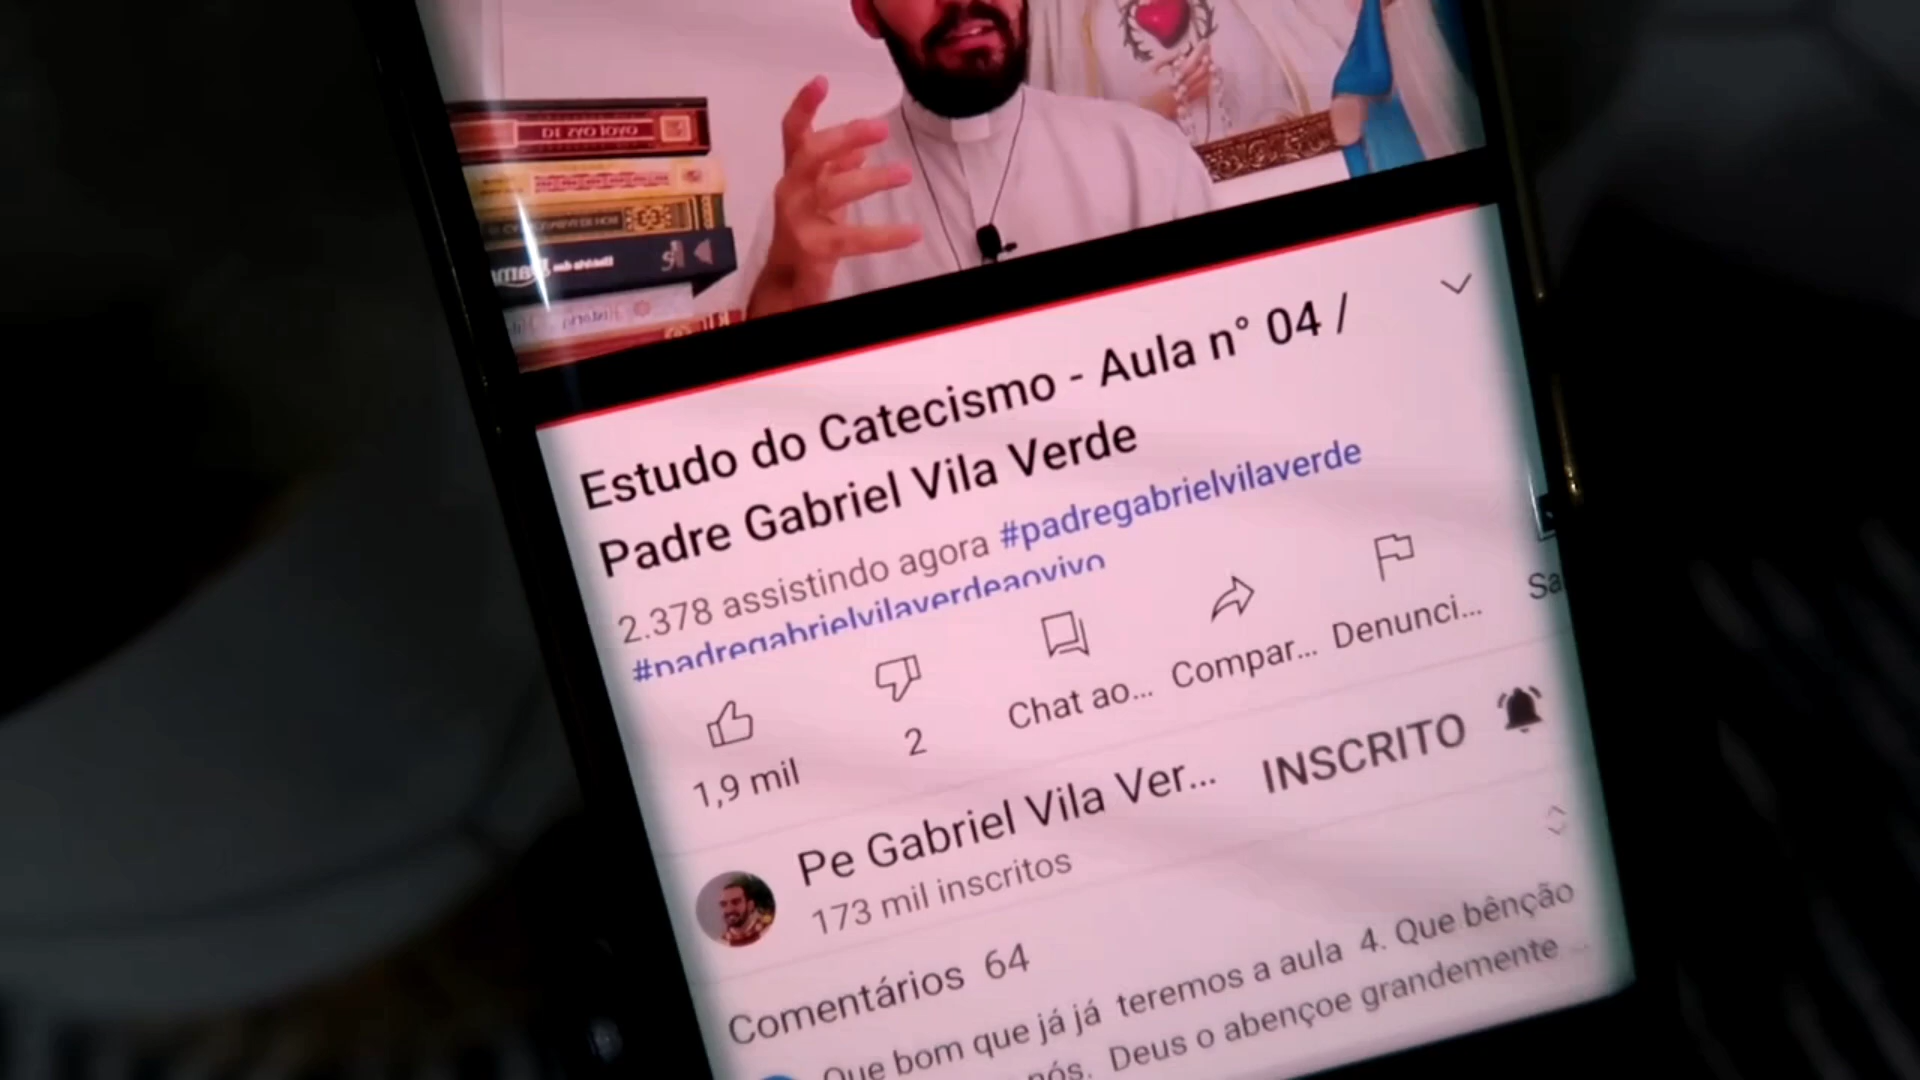 Estudo do Catecismo - Aula n° 04 /
Padre Gabriel Vila Verde
2.378 assistindo agora #padregabrielvilaverde
#padregabrielvilaverdeaovivo
1,9 mil
2
Chat ao...
Compar...
Denunci...
Sa
Pe Gabriel Vila Ver...
INSCRITO
173 mil inscritos
Comentários 64
Que bom que já já teremos a aula 4. Que bênção
nós. Deus o abençoe grandemente ...